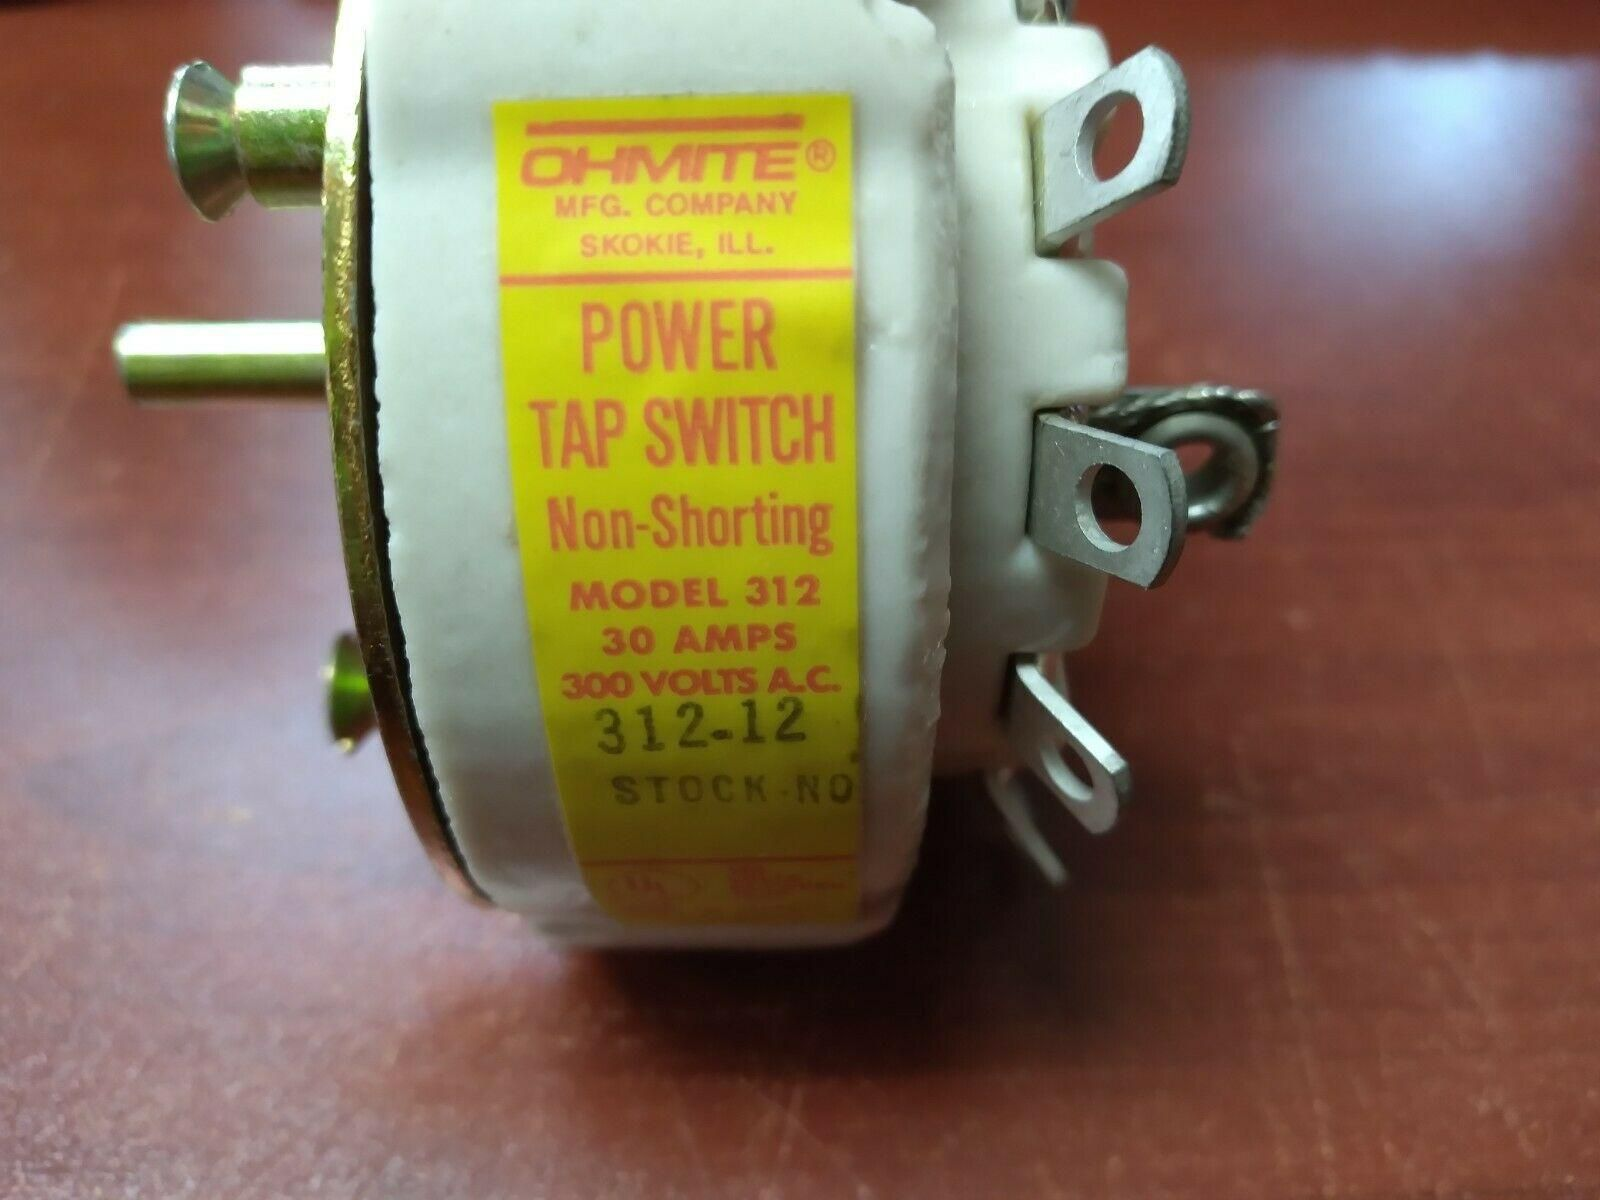 OHMITE®
MFG. COMPANY
SKOKIE, ILL.
POWER
TAP SWITCH
Non-Shorting
MODEL 312
30 AMPS
300 VOLTS A.C.
312-12
STOCK NO